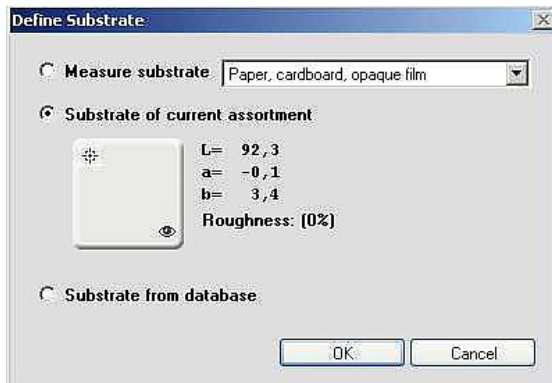 Define Substrate
Measure substrate Paper, cardboard, opaque film
Substrate of current assortment
L= 92,3
a= -0,1
b= 3,4
Roughness: (0%)
Substrate from database
OK Cancel